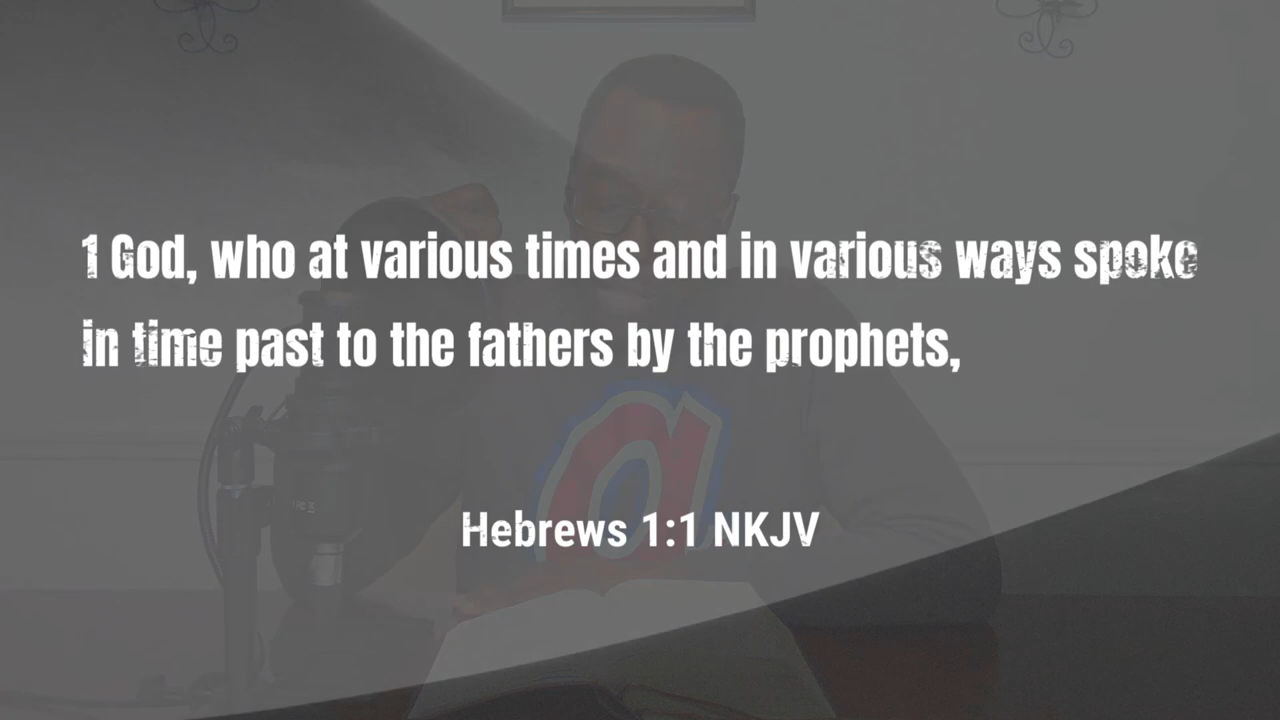 1 God, who at various times and in various ways spoke
in time past to the fathers by the prophets,
Hebrews 1:1 NKJV
a